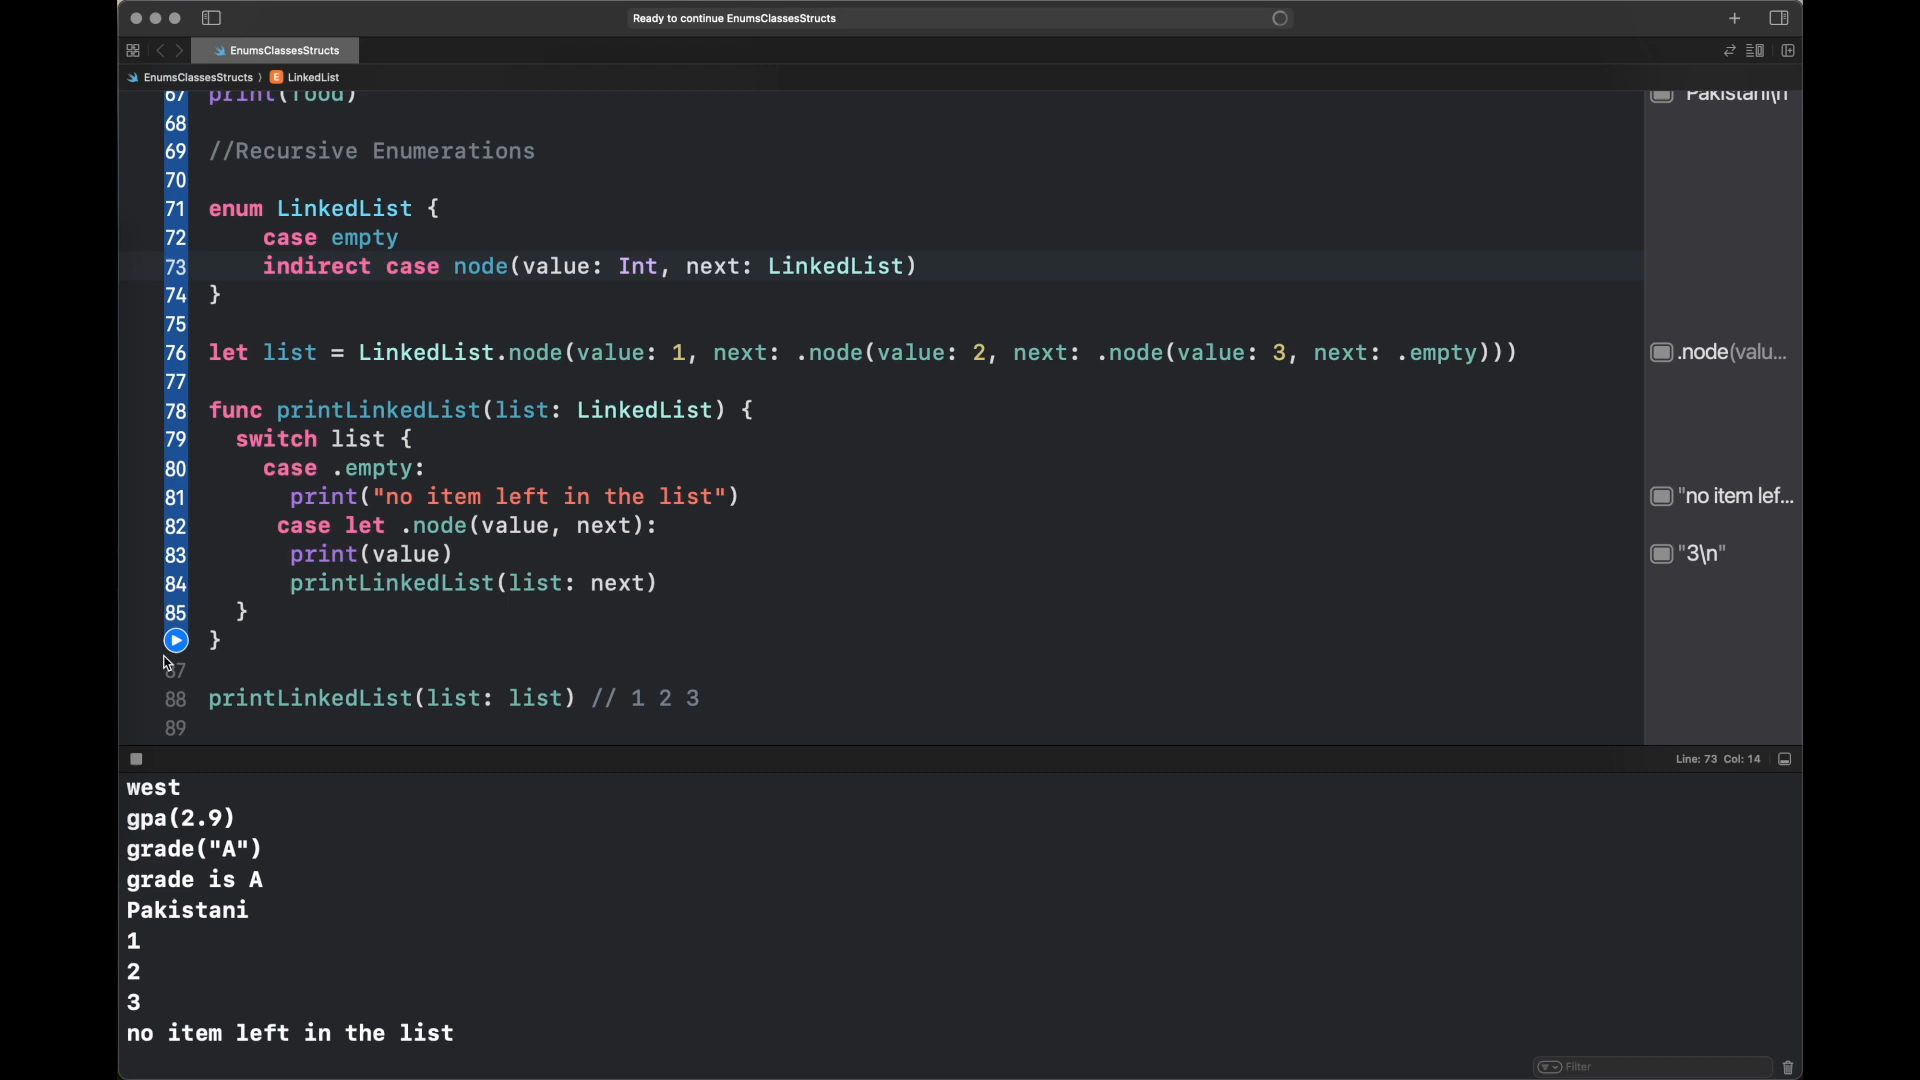 Ready to continue EnumsClassesStructs
EnumsClassesStructs
EnumsClassesStructs 〉 E LinkedList
67 print(food) "Pakistani\n"
68
69 //Recursive Enumerations
70
71 enum LinkedList {
72 case empty
73 indirect case node(value: Int, next: LinkedList)
74 }
75
76 let list = LinkedList.node(value: 1, next: .node(value: 2, next: .node(value: 3, next: .empty))) .node(valu...
77
78 func printLinkedList(list: LinkedList) {
79 switch list {
80 case .empty:
81 print("no item left in the list") "no item lef...
82 case let .node(value, next):
83 print(value) "3\n"
84 printLinkedList(list: next)
85 }
}
87
88 printLinkedList(list: list) // 1 2 3
89
Line: 73 Col: 14
west
gpa(2.9)
grade("A")
grade is A
Pakistani
1
2
3
no item left in the list
Filter